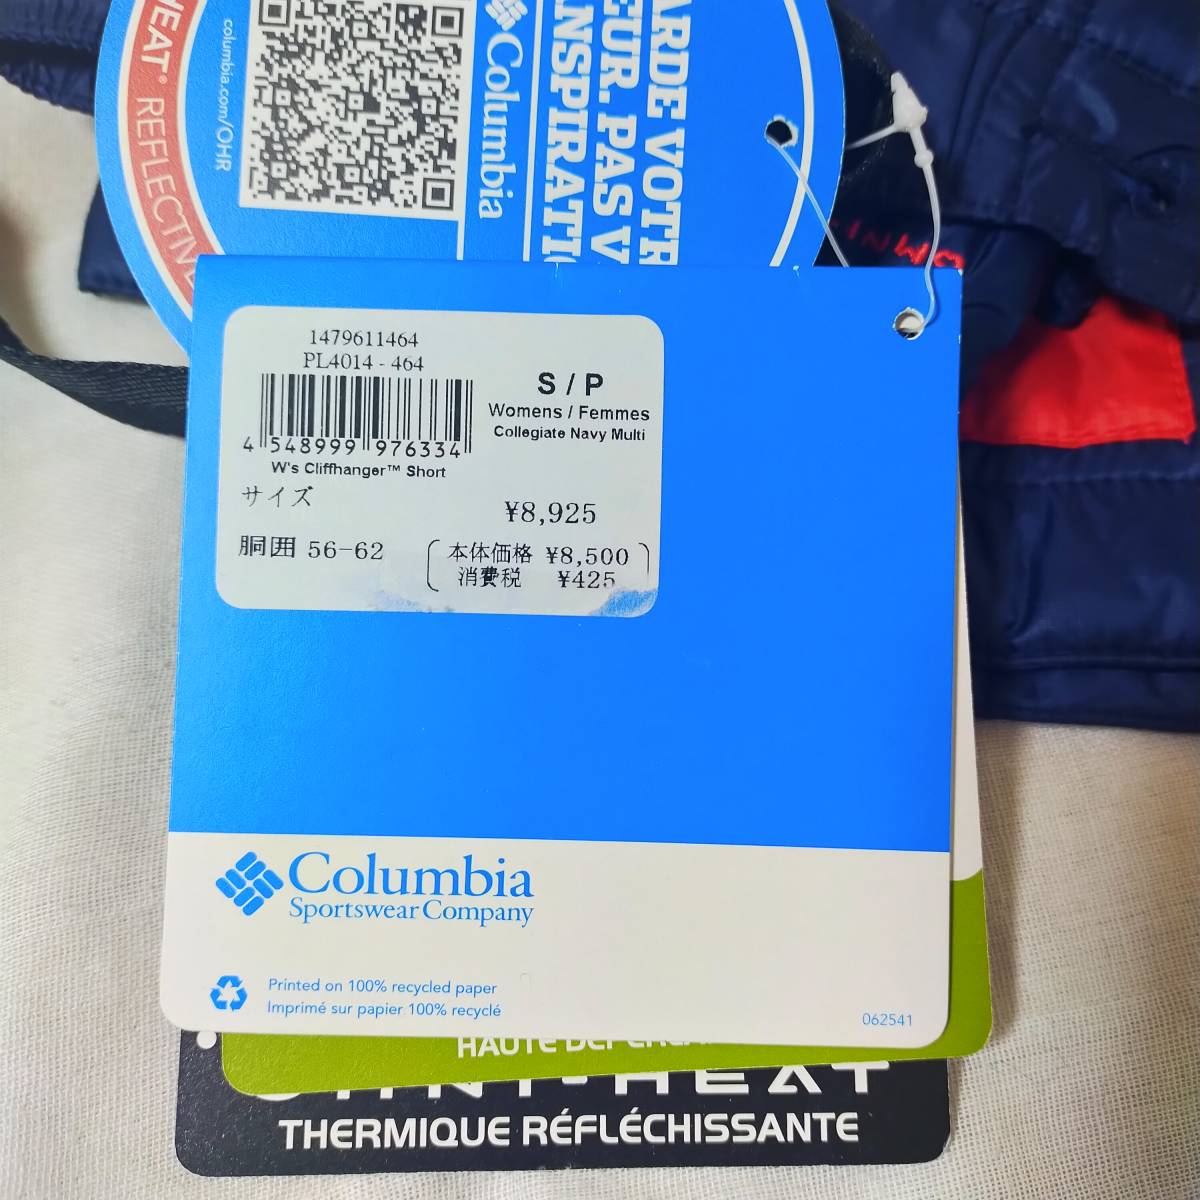 HEAT® REFLECTIVE
columbia.com/OHR
Columbia
ARDE VOTR
EUR. PAS V
ANSPIRATI
1479611464
PL4014 - 464
4 548999 976334
W's Cliffhanger™ Short
S / P
Womens / Femmes
Collegiate Navy Multi
サイズ
胴囲 56-62
¥8,925
本体価格 ¥8,500
消費税 ¥425
Columbia
Sportswear Company
Printed on 100% recycled paper
Imprimé sur papier 100% recyclé
062541
THERMIQUE RÉFLÉCHISSANTE